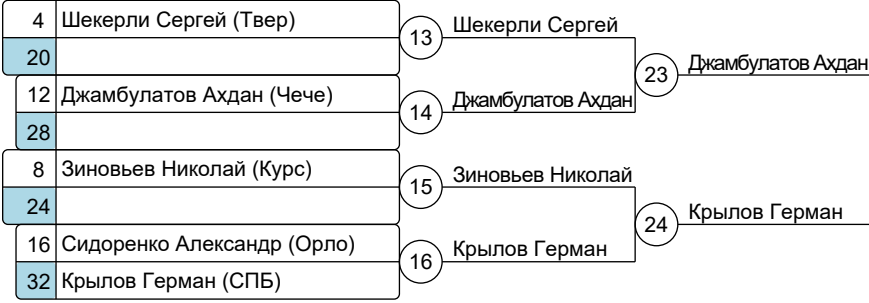 4 Шекерли Сергей (Твер)
20
12 Джамбулатов Ахдан (Чече)
28
8 Зиновьев Николай (Курс)
24
16 Сидоренко Александр (Орло)
32 Крылов Герман (СПБ)
13 Шекерли Сергей
14 Джамбулатов Ахдан
15 Зиновьев Николай
16 Крылов Герман
23 Джамбулатов Ахдан
24 Крылов Герман